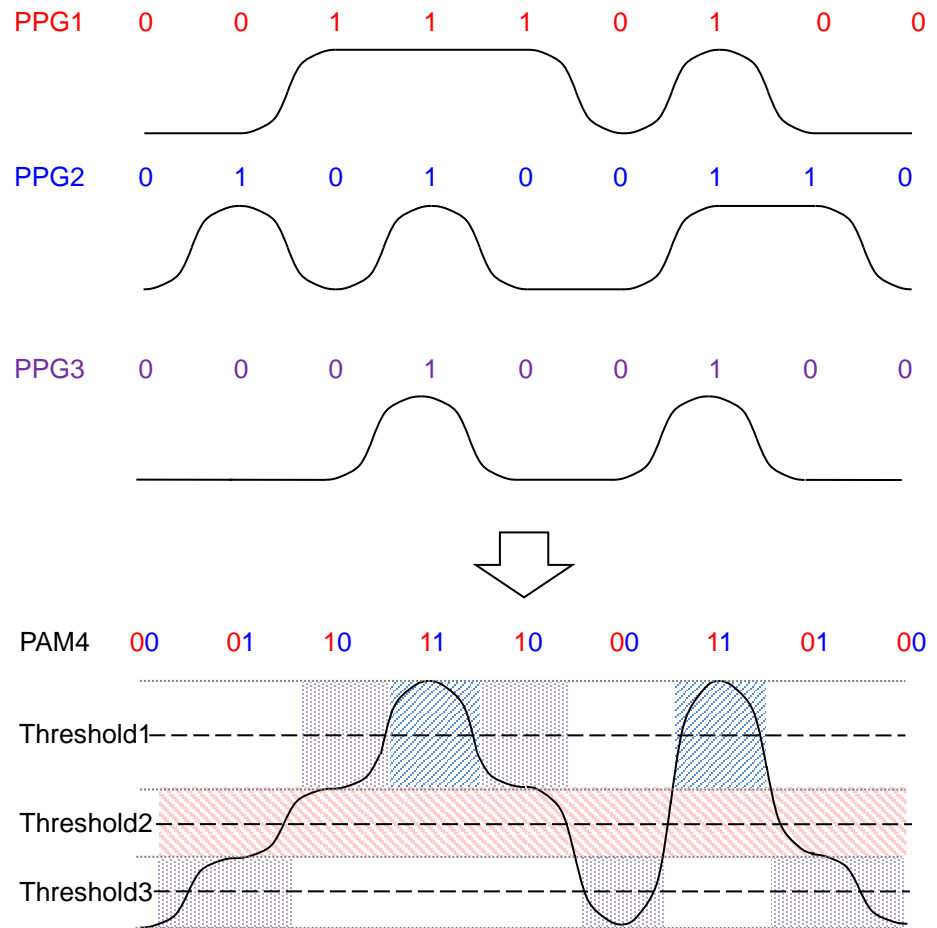 PPG1 0 0 1 1 1 0 1 0 0
PPG2 0 1 0 1 0 0 1 1 0
PPG3 0 0 0 1 0 0 1 0 0
PAM4 00 01 10 11 10 00 11 01 00
Threshold1
Threshold2
Threshold3